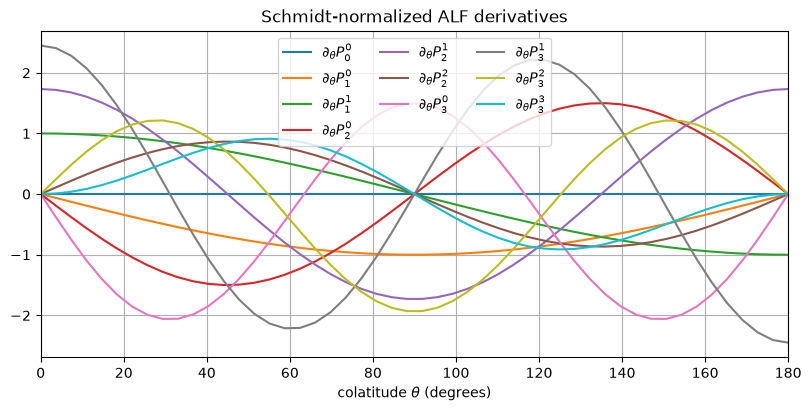 Schmidt-normalized ALF derivatives
∂θP₀⁰ ∂θP₂¹ ∂θP₃¹
∂θP₁⁰ ∂θP₂² ∂θP₃²
∂θP₁¹ ∂θP₃⁰ ∂θP₃³
∂θP₂⁰
2
1
0
−1
−2
0 20 40 60 80 100 120 140 160 180
colatitude θ (degrees)